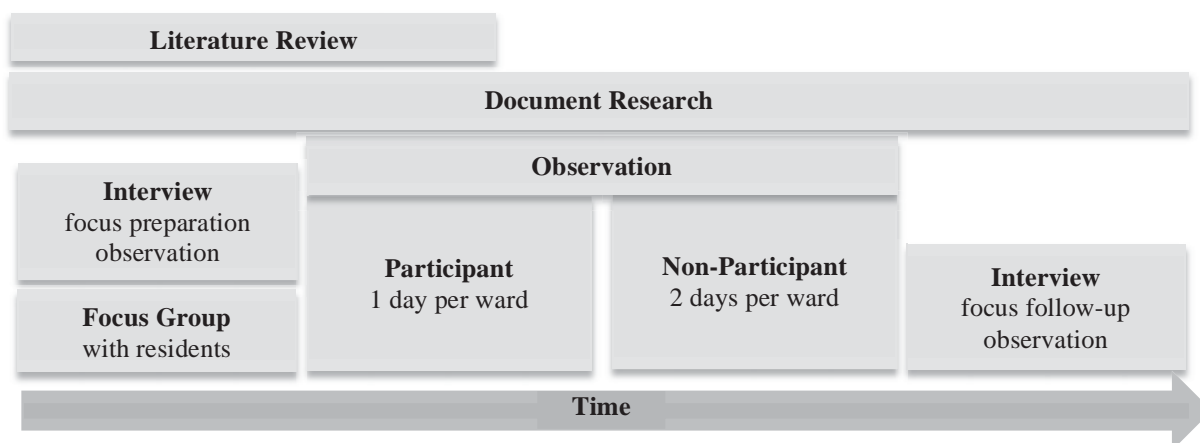 Literature Review
Document Research
Observation
Interview
focus preparation
observation
Focus Group
with residents
Participant
1 day per ward
Non-Participant
2 days per ward
Interview
focus follow-up
observation
Time